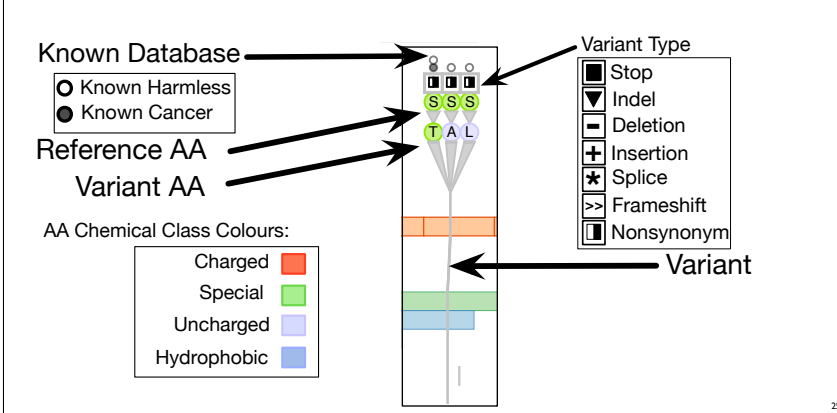 Known Database
Known Harmless
Known Cancer
Reference AA
Variant AA
AA Chemical Class Colours:
Charged
Special
Uncharged
Hydrophobic
S S S
T A L
Variant Type
Stop
Indel
Deletion
Insertion
Splice
>> Frameshift
Nonsynonym
Variant